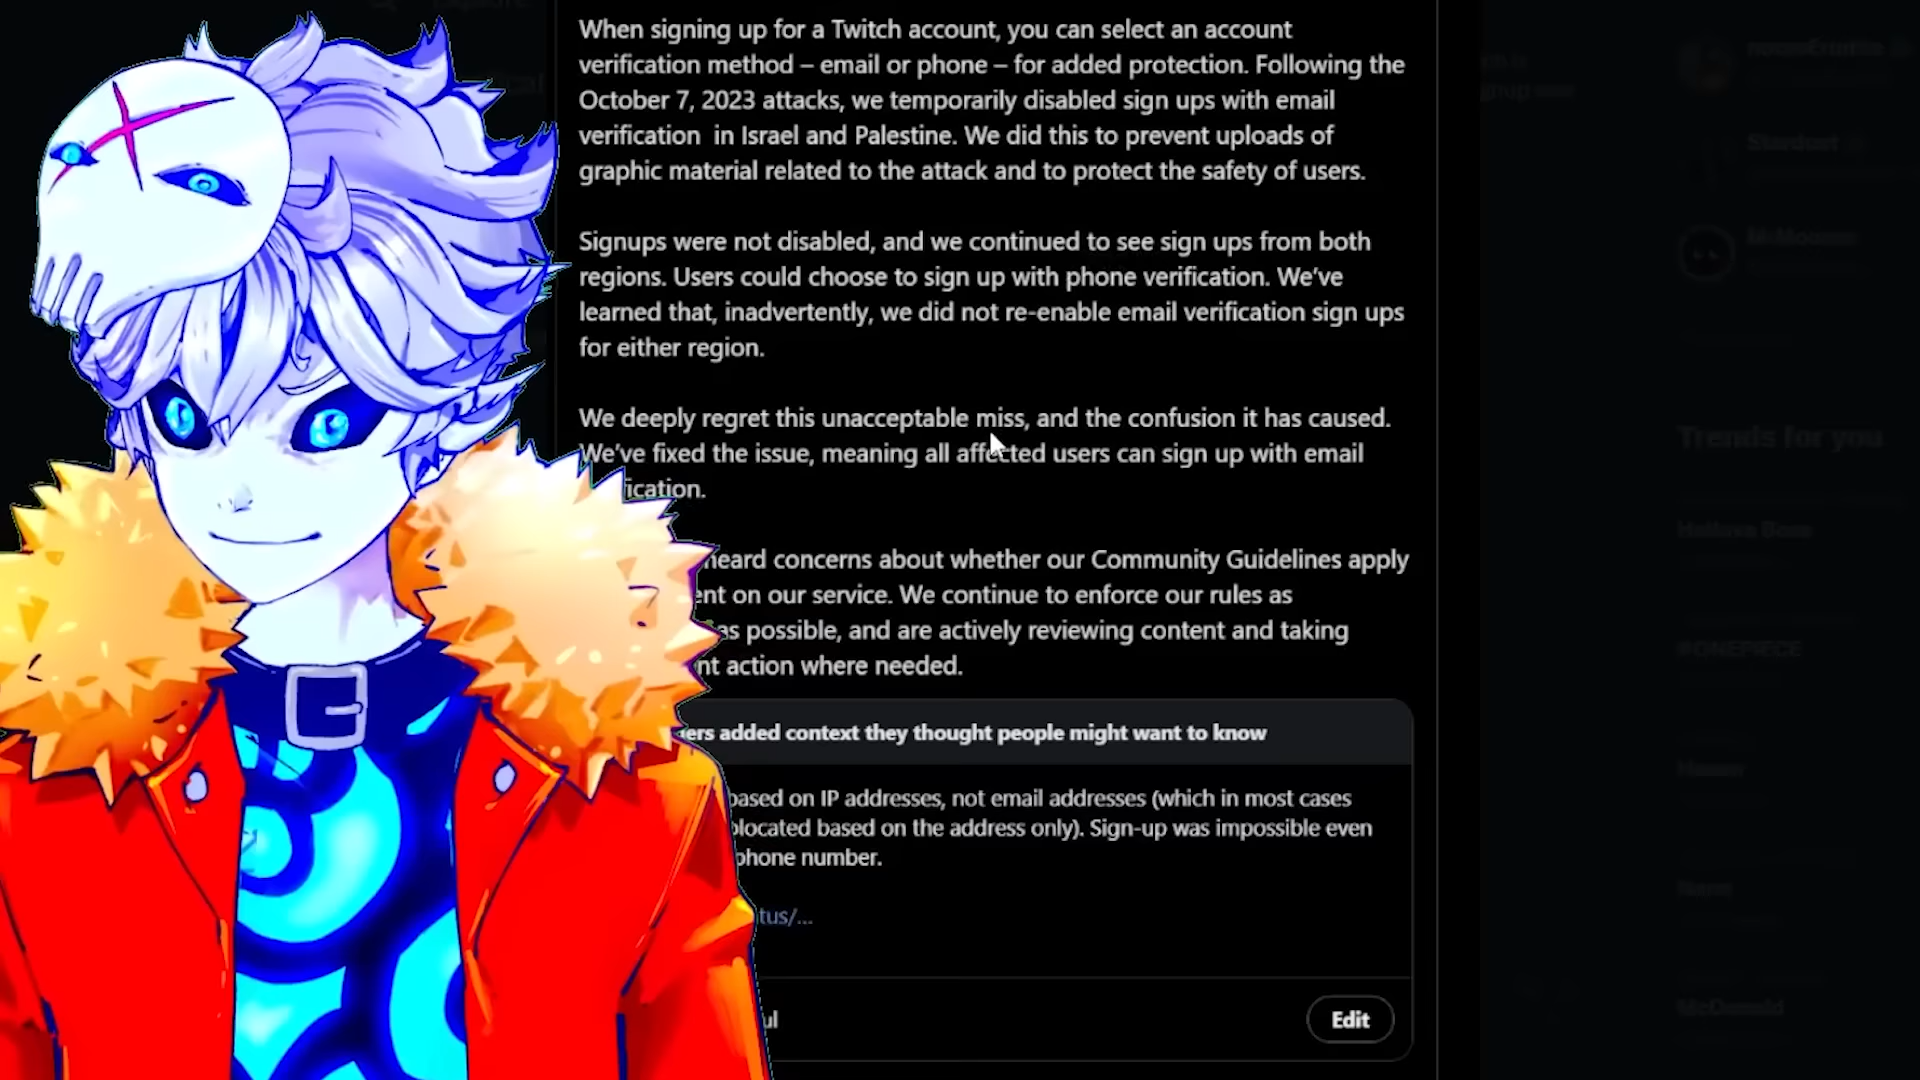 When signing up for a Twitch account, you can select an account
verification method – email or phone – for added protection. Following the
October 7, 2023 attacks, we temporarily disabled sign ups with email
verification in Israel and Palestine. We did this to prevent uploads of
graphic material related to the attack and to protect the safety of users.
Signups were not disabled, and we continued to see sign ups from both
regions. Users could choose to sign up with phone verification. We've
learned that, inadvertently, we did not re-enable email verification sign ups
for either region.
We deeply regret this unacceptable miss, and the confusion it has caused.
We've fixed the issue, meaning all affected users can sign up with email
ication.
heard concerns about whether our Community Guidelines apply
ent on our service. We continue to enforce our rules as
as possible, and are actively reviewing content and taking
nt action where needed.
ers added context they thought people might want to know
based on IP addresses, not email addresses (which in most cases
located based on the address only). Sign-up was impossible even
phone number.
tus/...
ul
Edit
Trends for you
#ONEPIECE